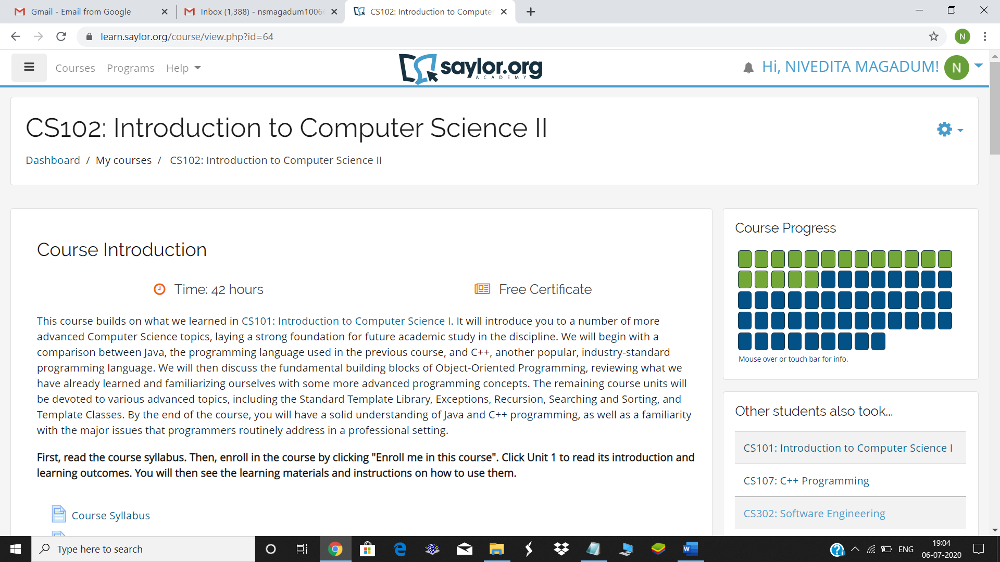 Gmail - Email from Google
Inbox (1,388) - nsmagadum1006
CS102: Introduction to Computer
learn.saylor.org/course/view.php?id=64
N
Courses Programs Help
saylor.org
ACADEMY
Hi, NIVEDITA MAGADUM! N
CS102: Introduction to Computer Science II
Dashboard / My courses / CS102: Introduction to Computer Science II
Course Introduction
Time: 42 hours
Free Certificate
This course builds on what we learned in CS101: Introduction to Computer Science I. It will introduce you to a number of more
advanced Computer Science topics, laying a strong foundation for future academic study in the discipline. We will begin with a
comparison between Java, the programming language used in the previous course, and C++, another popular, industry-standard
programming language. We will then discuss the fundamental building blocks of Object-Oriented Programming, reviewing what we
have already learned and familiarizing ourselves with some more advanced programming concepts. The remaining course units will
be devoted to various advanced topics, including the Standard Template Library, Exceptions, Recursion, Searching and Sorting, and
Template Classes. By the end of the course, you will have a solid understanding of Java and C++ programming, as well as a familiarity
with the major issues that programmers routinely address in a professional setting.
First, read the course syllabus. Then, enroll in the course by clicking "Enroll me in this course". Click Unit 1 to read its introduction and
learning outcomes. You will then see the learning materials and instructions on how to use them.
Course Syllabus
Course Progress
Mouse over or touch bar for info.
Other students also took...
CS101: Introduction to Computer Science I
CS107: C++ Programming
CS302: Software Engineering
Type here to search
ENG
19:04
06-07-2020